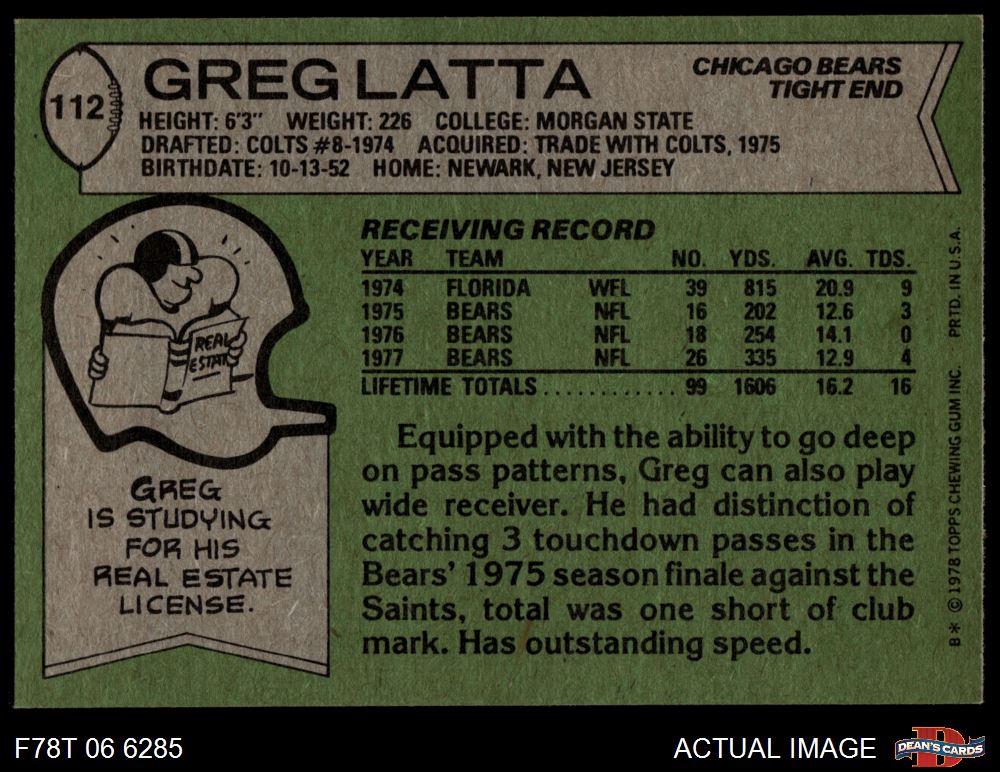 112
GREG LATTA
CHICAGO BEARS
TIGHT END
HEIGHT: 6'3" WEIGHT: 226 COLLEGE: MORGAN STATE
DRAFTED: COLTS #8-1974 ACQUIRED: TRADE WITH COLTS, 1975
BIRTHDATE: 10-13-52 HOME: NEWARK, NEW JERSEY
REAL
ESTATE
GREG
IS STUDYING
FOR HIS
REAL ESTATE
LICENSE.
RECEIVING RECORD
YEAR TEAM NO. YDS. AVG. TDS.
1974 FLORIDA WFL 39 815 20.9 9
1975 BEARS NFL 16 202 12.6 3
1976 BEARS NFL 18 254 14.1 0
1977 BEARS NFL 26 335 12.9 4
LIFETIME TOTALS ............ 99 1606 16.2 16
Equipped with the ability to go deep
on pass patterns, Greg can also play
wide receiver. He had distinction of
catching 3 touchdown passes in the
Bears' 1975 season finale against the
Saints, total was one short of club
mark. Has outstanding speed.
B* © 1978 TOPPS CHEWING GUM INC. PRTD. IN U.S.A.
F78T 06 6285
ACTUAL IMAGE
D
DEAN'S CARDS